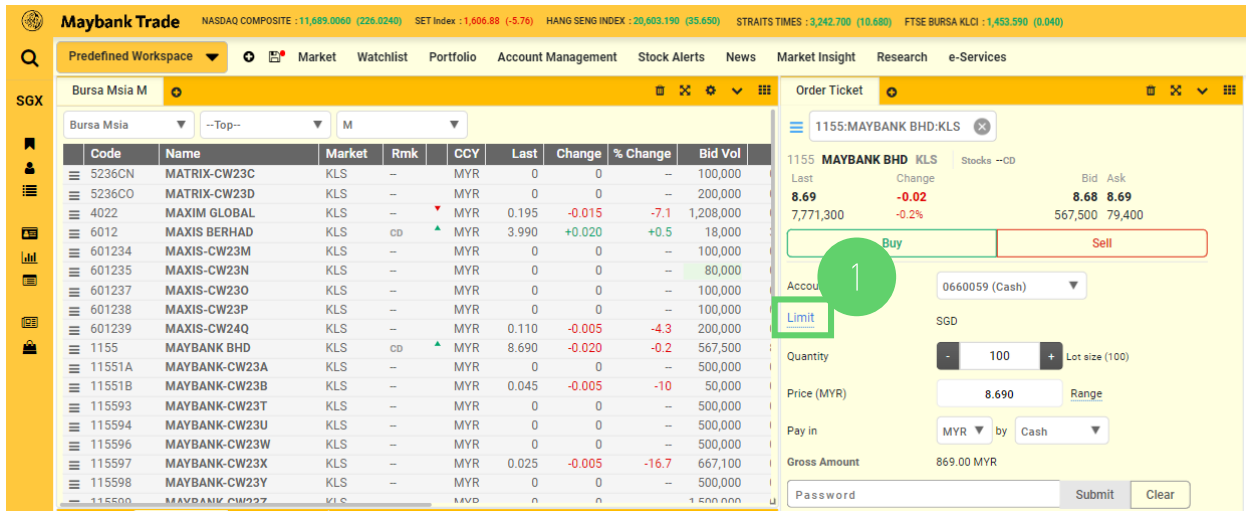 Maybank Trade NASDAQ COMPOSITE : 11,689.0060 (226.0240) SET Index : 1,606.88 (-5.76) HANG SENG INDEX : 20,603.190 (35.650) STRAITS TIMES : 3,242.700 (10.680) FTSE BURSA KLCI : 1,453.590 (0.040)
Predefined Workspace Market Watchlist Portfolio Account Management Stock Alerts News Market Insight Research e-Services
SGX
Bursa Msia M
Bursa Msia --Top-- M
Code Name Market Rmk CCY Last Change % Change Bid Vol
5236CN MATRIX-CW23C KLS -- MYR 0 0 -- 100,000
5236CO MATRIX-CW23D KLS -- MYR 0 0 -- 200,000
4022 MAXIM GLOBAL KLS -- MYR 0.195 -0.015 -7.1 1,208,000
6012 MAXIS BERHAD KLS CD MYR 3.990 +0.020 +0.5 18,000
601234 MAXIS-CW23M KLS -- MYR 0 0 -- 100,000
601235 MAXIS-CW23N KLS -- MYR 0 0 -- 80,000
601237 MAXIS-CW23O KLS -- MYR 0 0 -- 100,000
601238 MAXIS-CW23P KLS -- MYR 0 0 -- 100,000
601239 MAXIS-CW24Q KLS -- MYR 0.110 -0.005 -4.3 200,000
1155 MAYBANK BHD KLS CD MYR 8.690 -0.020 -0.2 567,500
11551A MAYBANK-CW23A KLS -- MYR 0 0 -- 500,000
11551B MAYBANK-CW23B KLS -- MYR 0.045 -0.005 -10 50,000
115593 MAYBANK-CW23T KLS -- MYR 0 0 -- 500,000
115594 MAYBANK-CW23U KLS -- MYR 0 0 -- 500,000
115596 MAYBANK-CW23W KLS -- MYR 0 0 -- 500,000
115597 MAYBANK-CW23X KLS -- MYR 0.025 -0.005 -16.7 667,100
115598 MAYBANK-CW23Y KLS -- MYR 0 0 -- 500,000
115599 MAYBANK-CW23Z KLS -- MYR 0 0 -- 1,500,000
Order Ticket
1155:MAYBANK BHD:KLS
1155 MAYBANK BHD KLS Stocks --CD
Last Change Bid Ask
8.69 -0.02 8.68 8.69
7,771,300 -0.2% 567,500 79,400
Buy Sell
1
Accou 0660059 (Cash)
Limit SGD
Quantity - 100 + Lot size (100)
Price (MYR) 8.690 Range
Pay in MYR by Cash
Gross Amount 869.00 MYR
Password Submit Clear